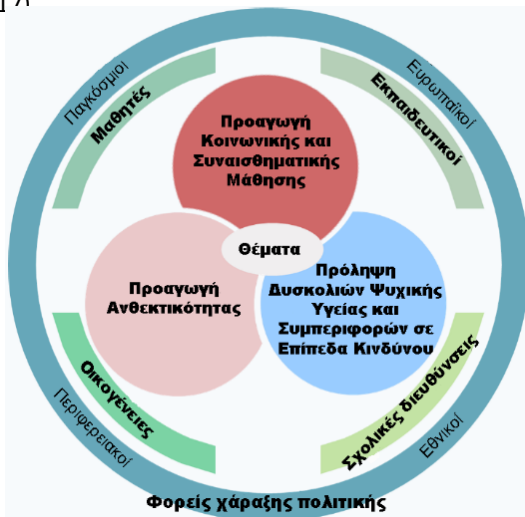 Παγκόσμιοι
Ευρωπαϊκοί
Μαθητές
Εκπαιδευτικοί
Προαγωγή
Κοινωνικής και
Συναισθηματικής
Μάθησης
Θέματα
Προαγωγή
Ανθεκτικότητας
Πρόληψη
Δυσκολιών Ψυχικής
Υγείας και
Συμπεριφορών σε
Επίπεδα Κινδύνου
Οικογένειες
Σχολικές διευθύνσεις
Περιφερειακοί
Εθνικοί
Φορείς χάραξης πολιτικής